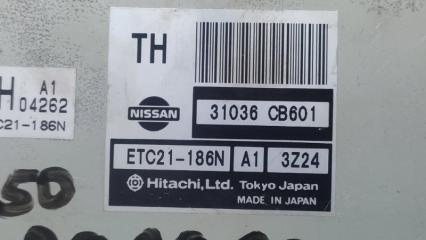 TH
NISSAN
31036 CB601
ETC21-186N A1 3Z24
Hitachi, Ltd. Tokyo Japan
MADE IN JAPAN
H A1
04262
C21-186N
50